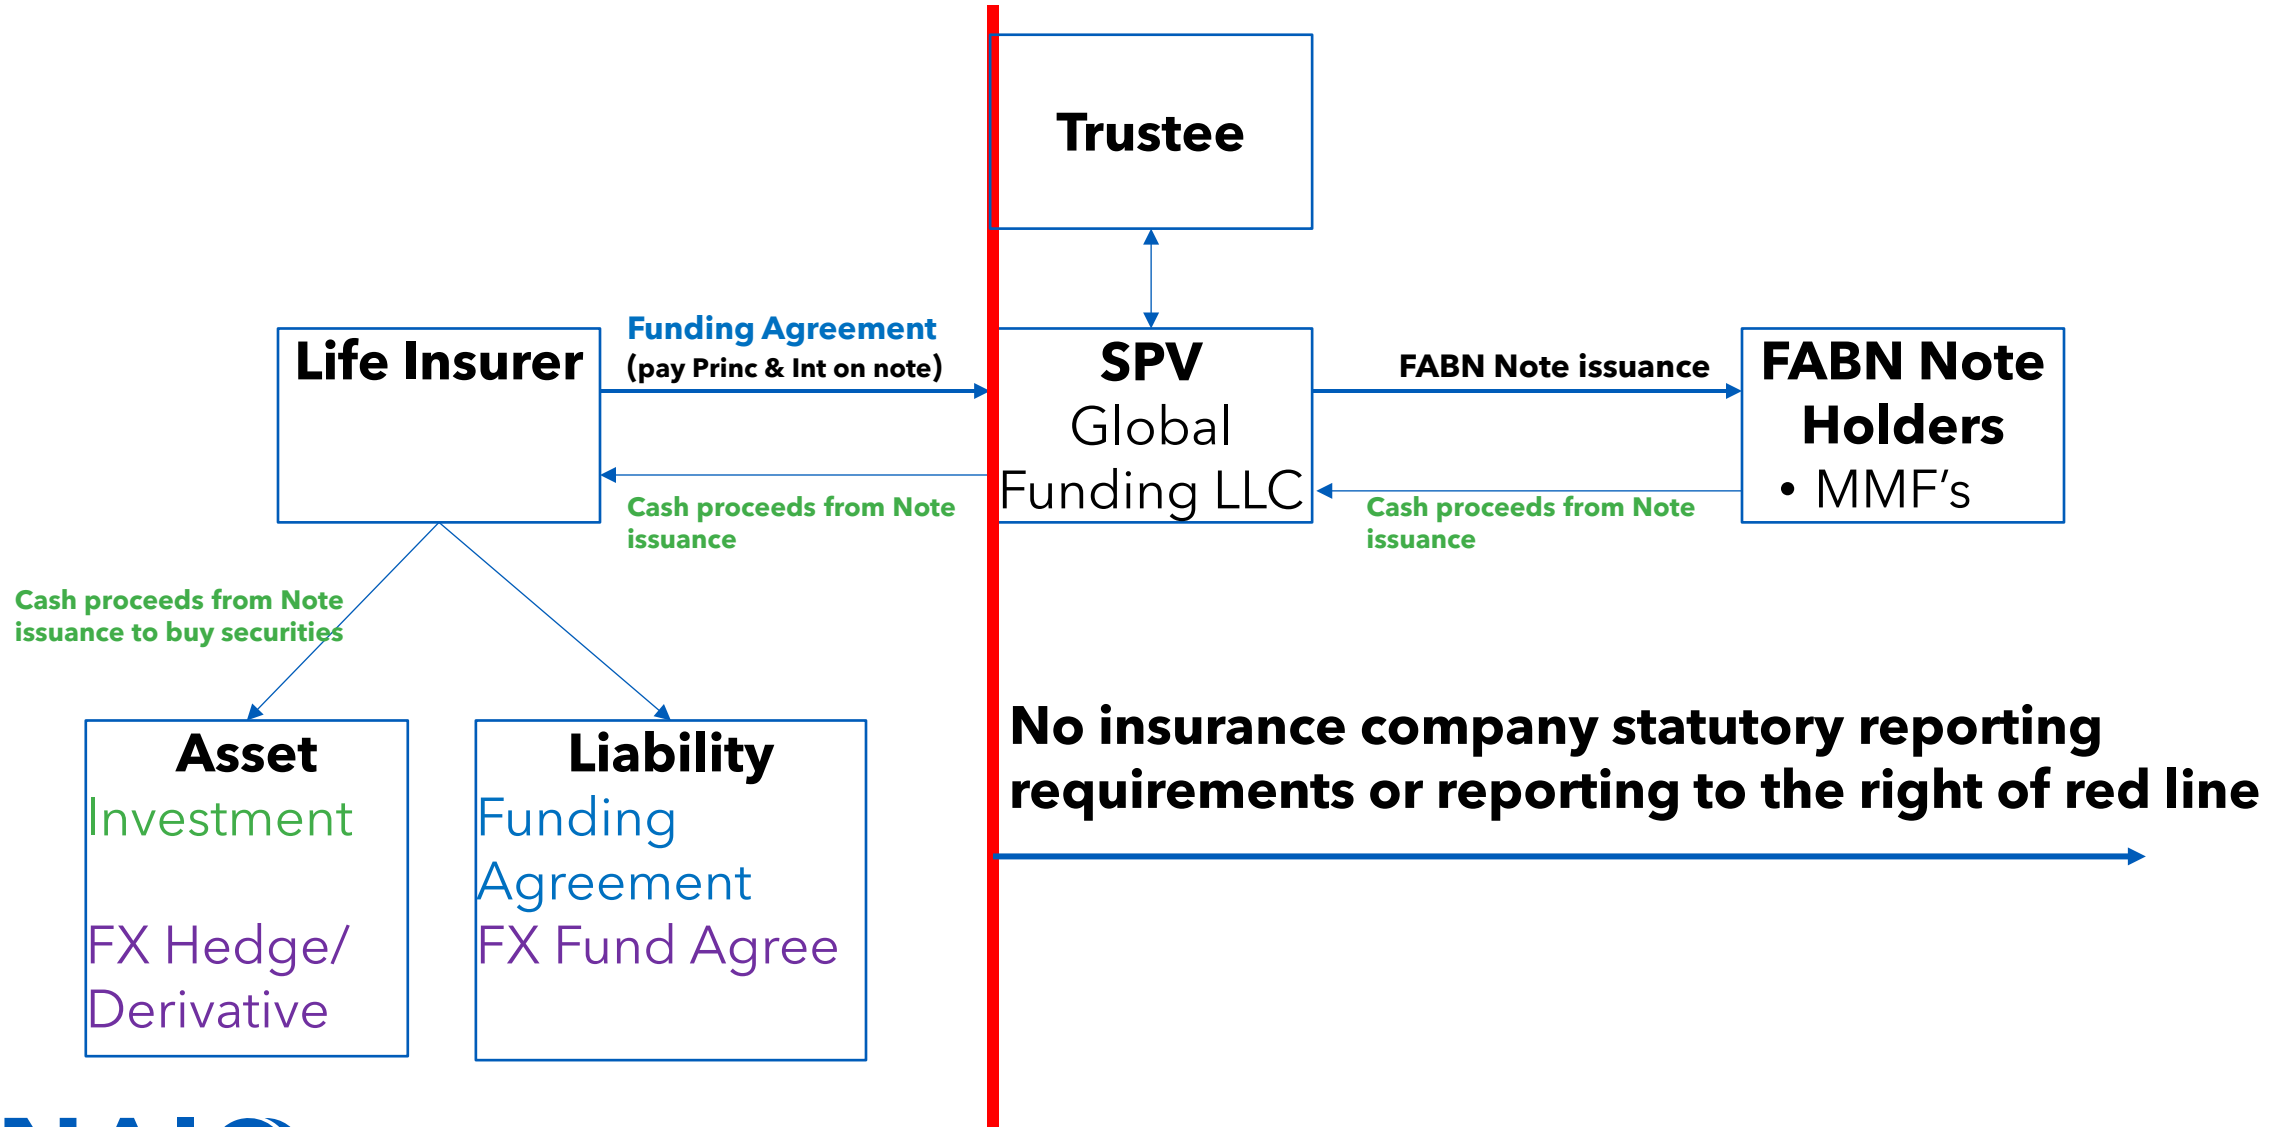 Trustee
Funding Agreement
(pay Princ & Int on note)
Life Insurer
SPV
Global
Funding LLC
FABN Note issuance
FABN Note
Holders
• MMF's
Cash proceeds from Note
issuance
Cash proceeds from Note
issuance
Cash proceeds from Note
issuance to buy securities
Asset
Investment
FX Hedge/
Derivative
Liability
Funding
Agreement
FX Fund Agree
No insurance company statutory reporting
requirements or reporting to the right of red line